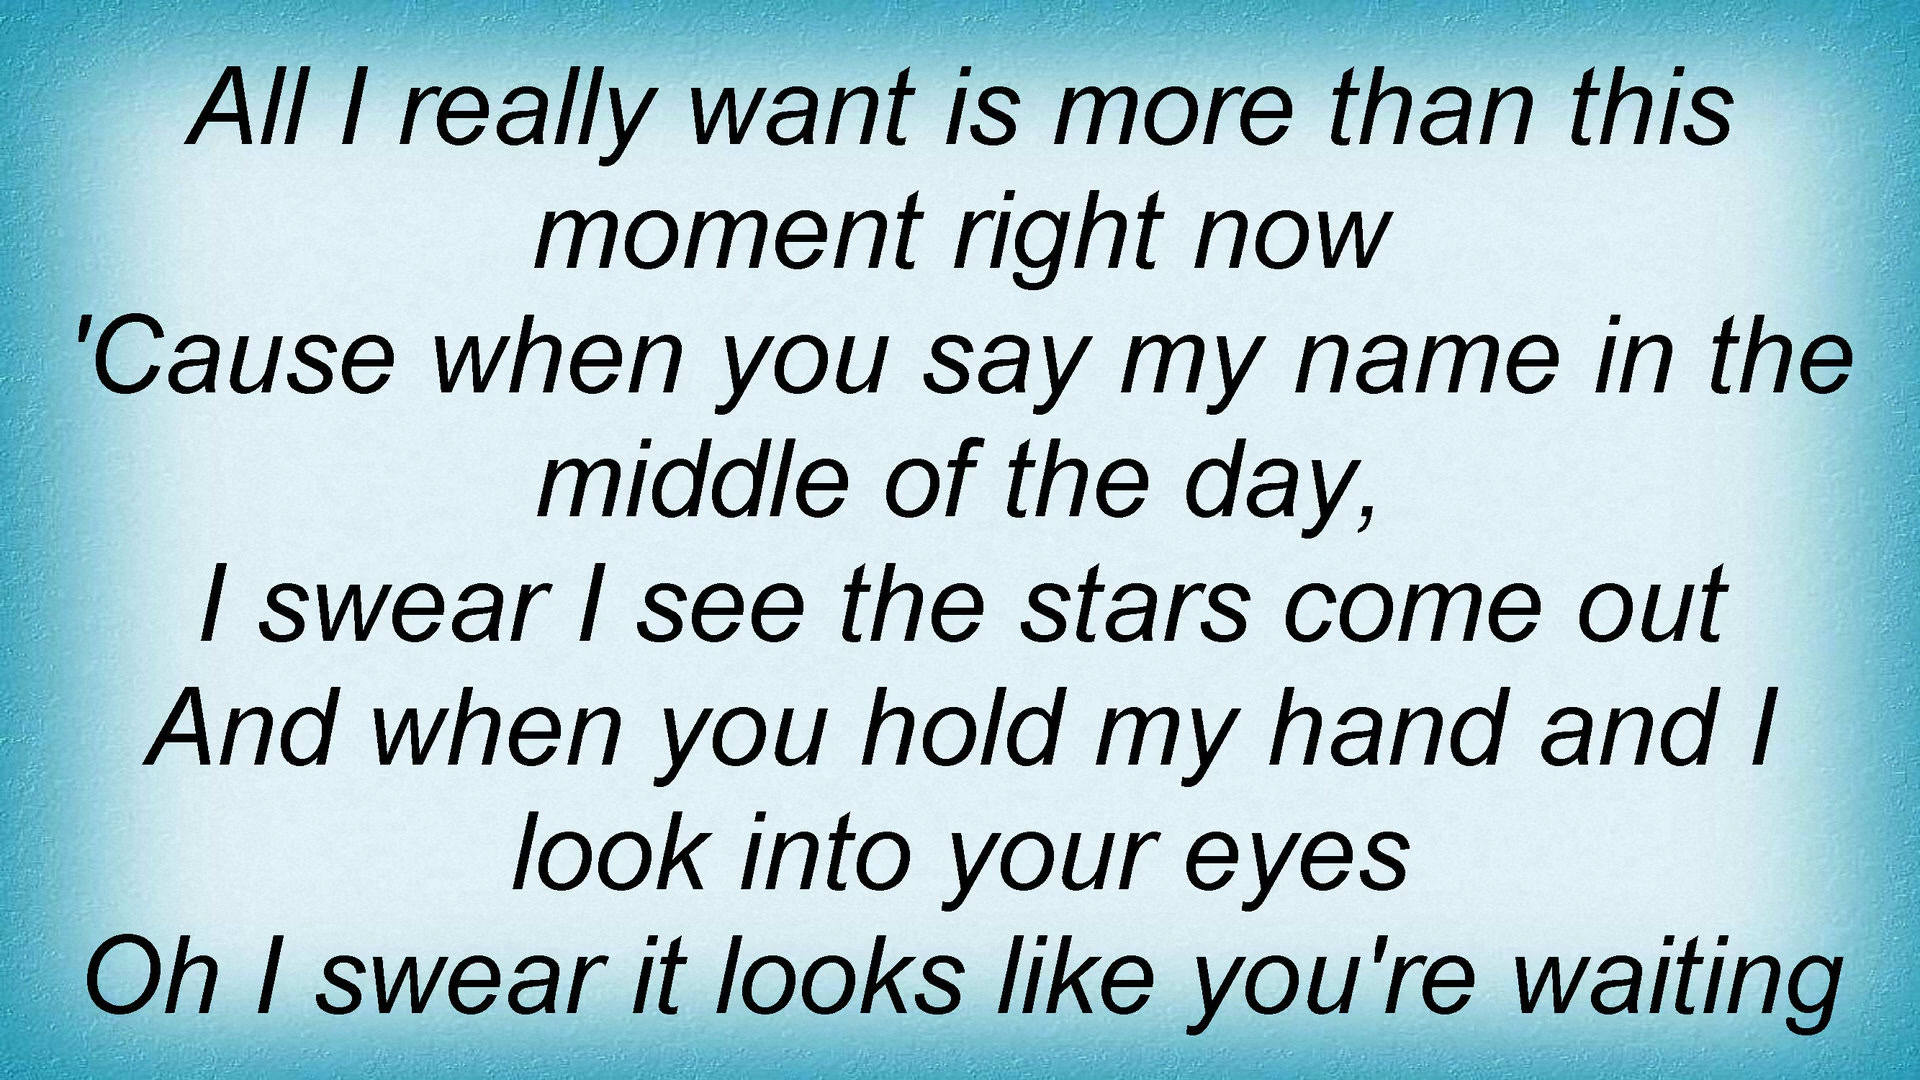 All I really want is more than this
moment right now
'Cause when you say my name in the
middle of the day,
I swear I see the stars come out
And when you hold my hand and I
look into your eyes
Oh I swear it looks like you're waiting